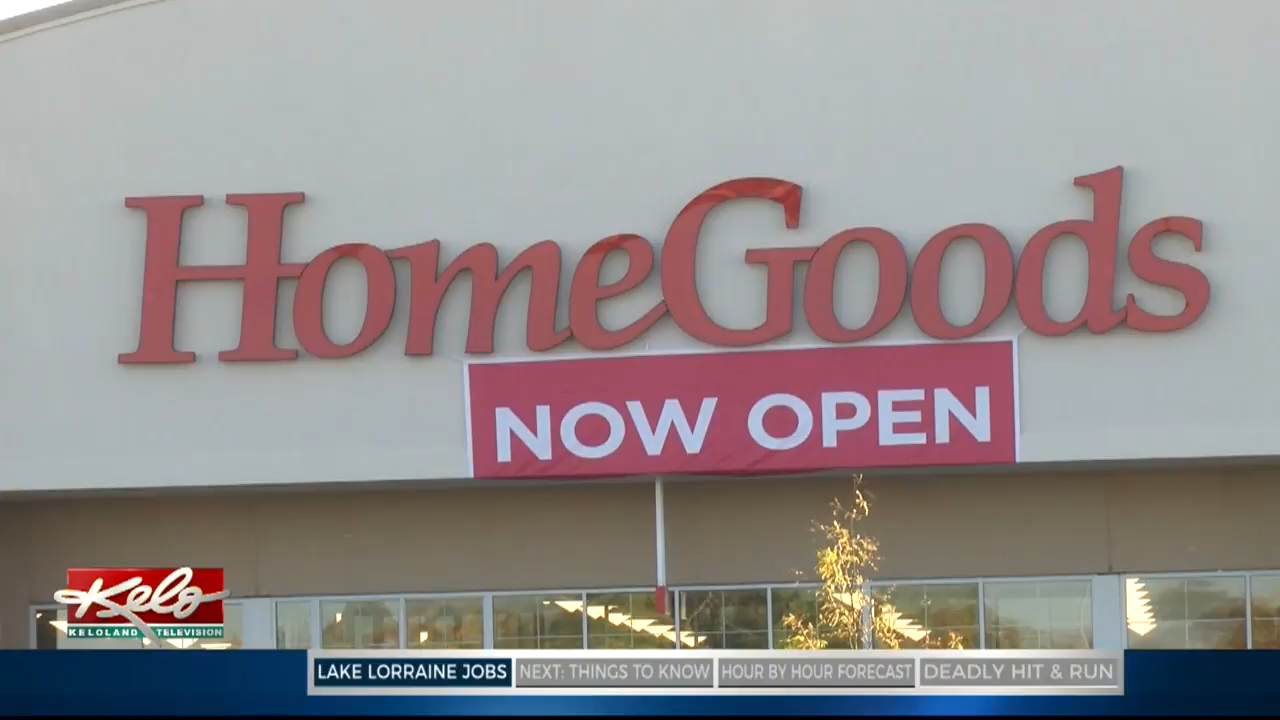 HomeGoods
NOW OPEN
Kelo
KELOLAND TELEVISION
LAKE LORRAINE JOBS NEXT: THINGS TO KNOW HOUR BY HOUR FORECAST DEADLY HIT & RUN